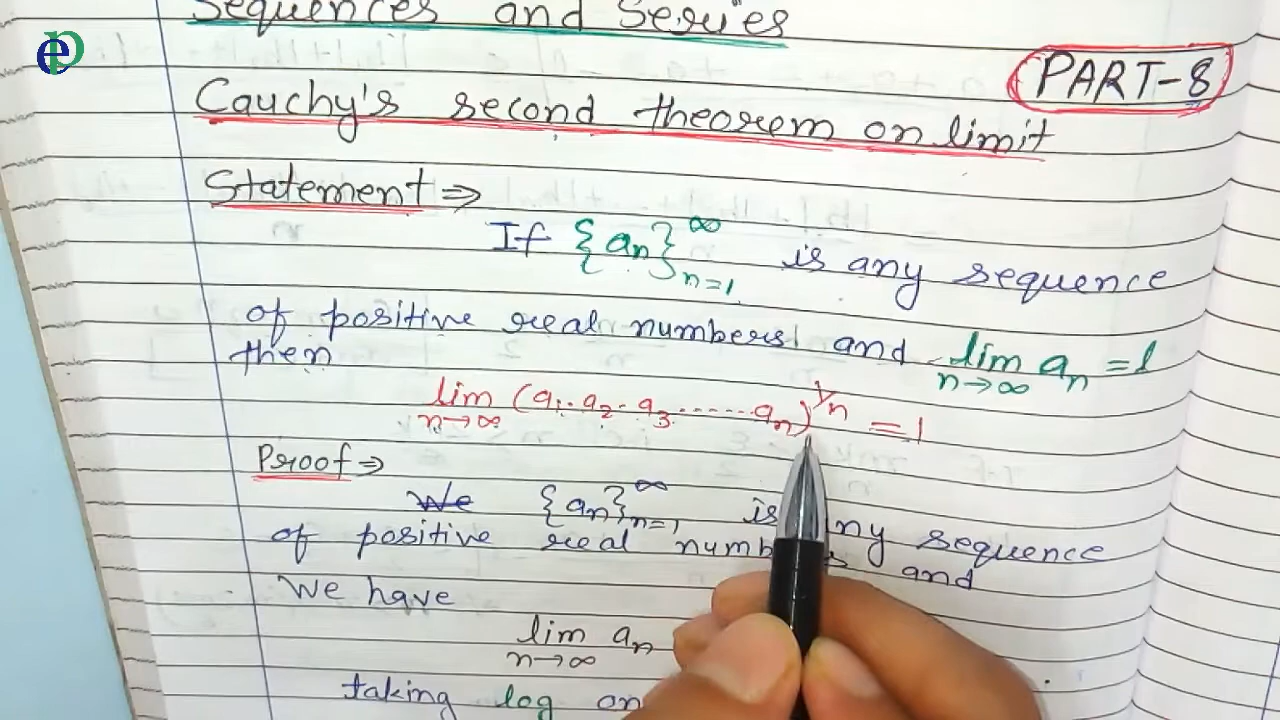 Sequences and Series
PART-8
Cauchy's second theorem on limit
Statement ⇒
If {aₙ}ₙ₌₁^∞ is any sequence
of positive real numbers and lim aₙ = l
n→∞
then
lim (a₁.a₂.a₃.......aₙ)^1/n = l
n→∞
Proof ⇒
We {aₙ}ₙ₌₁^∞ is any sequence
of positive real numbers and
We have
lim aₙ
n→∞
taking log on